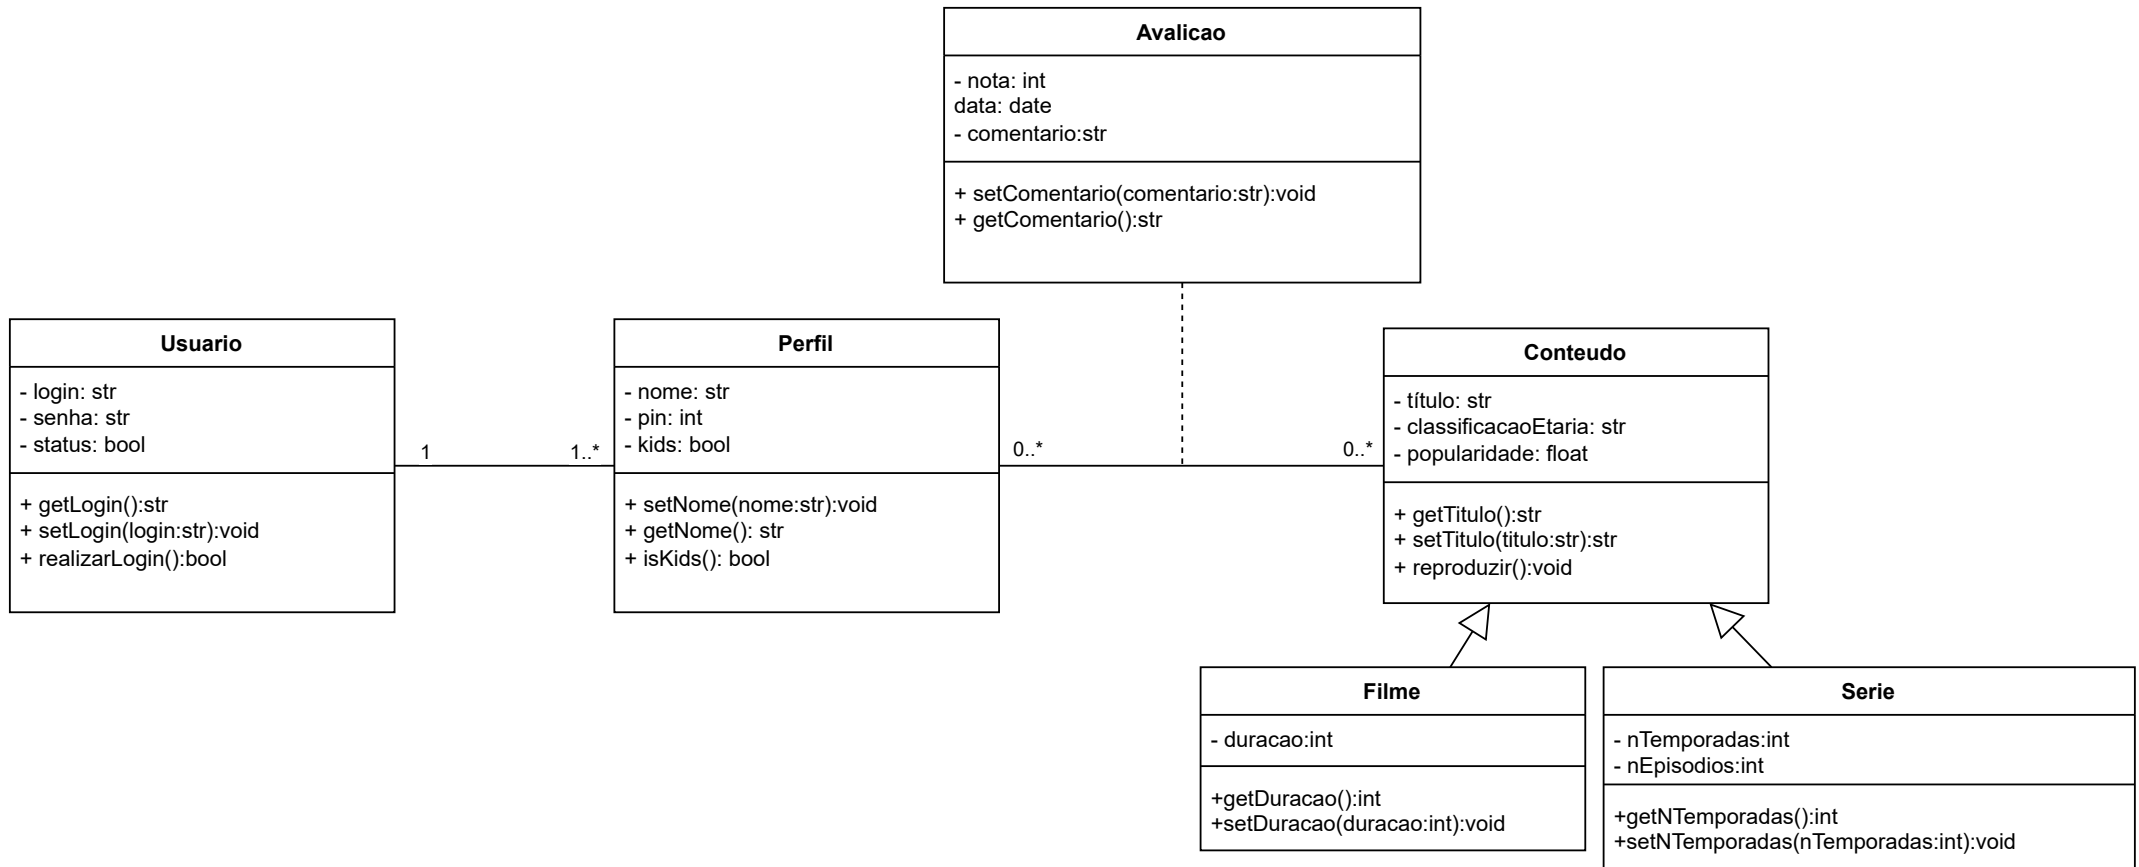 Avalicao
- nota: int
data: date
- comentario:str
+ setComentario(comentario:str):void
+ getComentario():str
Usuario
- login: str
- senha: str
- status: bool
+ getLogin():str
+ setLogin(login:str):void
+ realizarLogin():bool
1
1..*
Perfil
- nome: str
- pin: int
- kids: bool
+ setNome(nome:str):void
+ getNome(): str
+ isKids(): bool
0..*
0..*
Conteudo
- título: str
- classificacaoEtaria: str
- popularidade: float
+ getTitulo():str
+ setTitulo(titulo:str):str
+ reproduzir():void
Filme
- duracao:int
+getDuracao():int
+setDuracao(duracao:int):void
Serie
- nTemporadas:int
- nEpisodios:int
+getNTemporadas():int
+setNTemporadas(nTemporadas:int):void